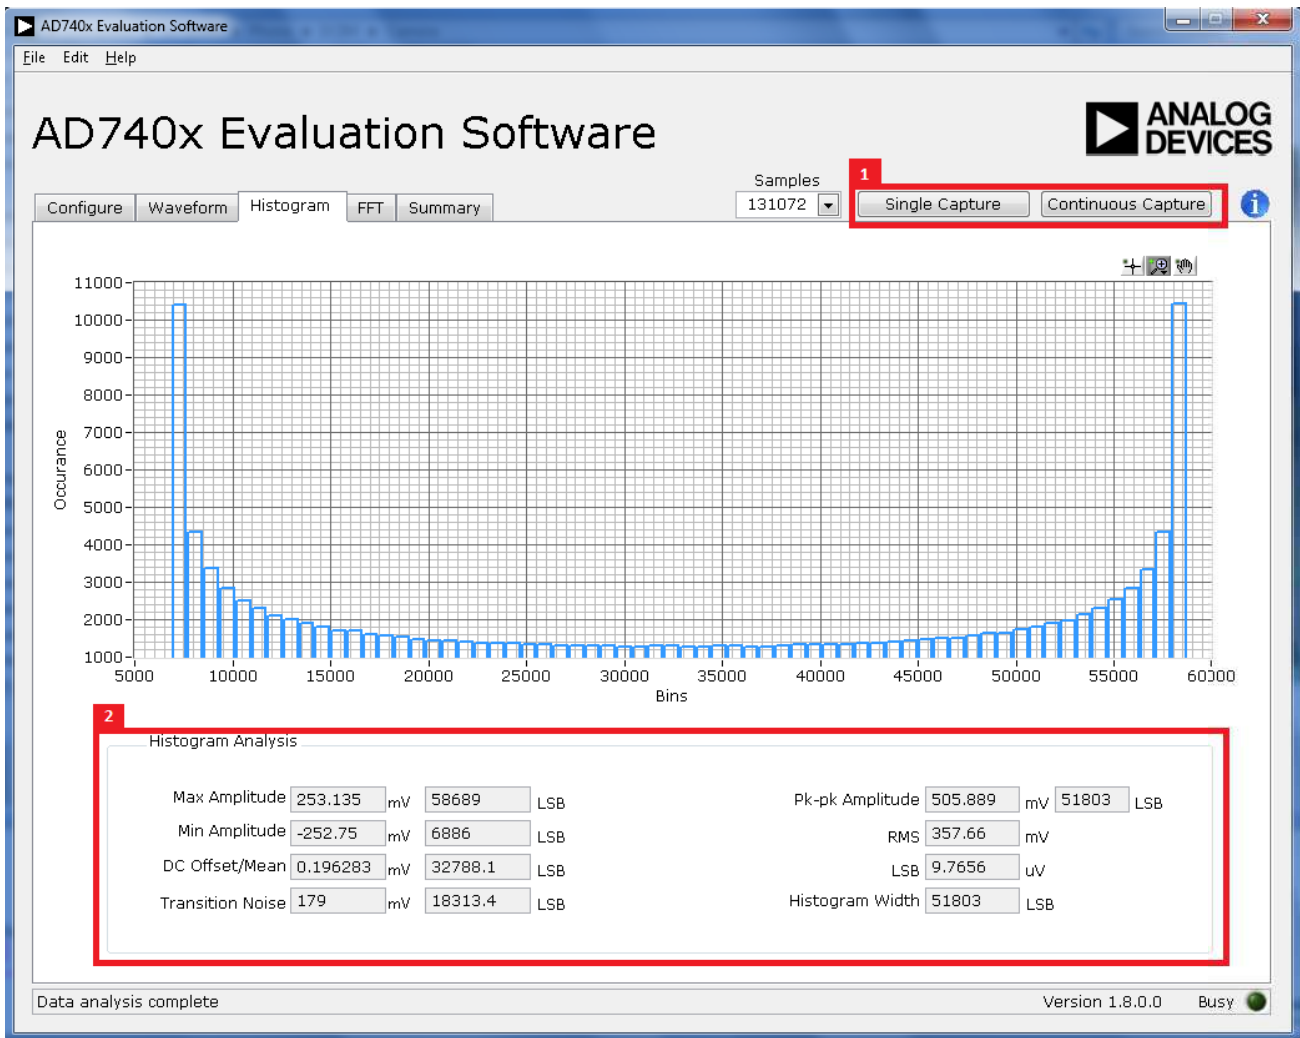 AD740x Evaluation Software
File Edit Help
AD740x Evaluation Software
ANALOG
DEVICES
Samples
1
Configure Waveform Histogram FFT Summary
131072
Single Capture Continuous Capture
i
11000
10000
9000
8000
7000
6000
5000
4000
3000
2000
1000
Occurance
5000 10000 15000 20000 25000 30000 35000 40000 45000 50000 55000 60000
Bins
2
Histogram Analysis
Max Amplitude 253.135 mV 58689 LSB Pk-pk Amplitude 505.889 mV 51803 LSB
Min Amplitude -252.75 mV 6886 LSB RMS 357.66 mV
DC Offset/Mean 0.196283 mV 32788.1 LSB LSB 9.7656 uV
Transition Noise 179 mV 18313.4 LSB Histogram Width 51803 LSB
Data analysis complete Version 1.8.0.0 Busy